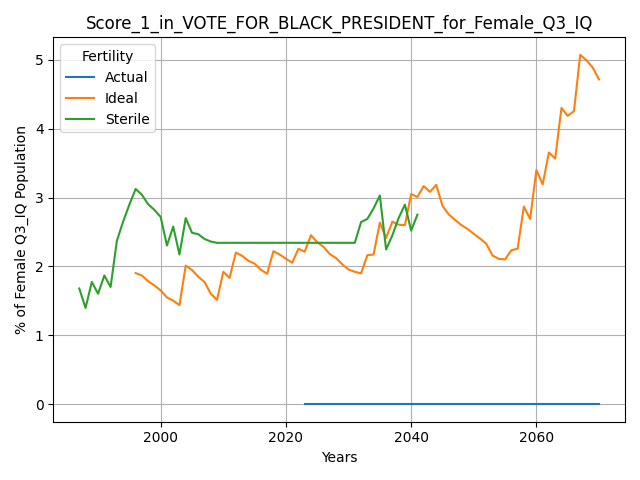 Score_1_in_VOTE_FOR_BLACK_PRESIDENT_for_Female_Q3_IQ
Fertility
Actual
Ideal
Sterile
% of Female Q3_IQ Population
5
4
3
2
1
0
2000 2020 2040 2060
Years